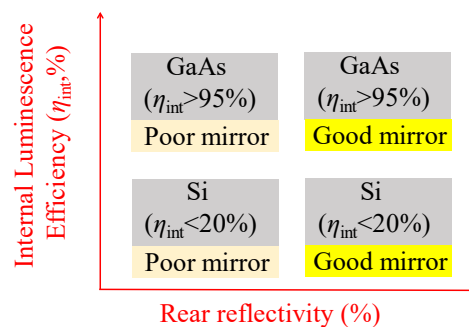 Internal Luminescence
Efficiency (ηint,%)
GaAs
(ηint>95%)
Poor mirror
GaAs
(ηint>95%)
Good mirror
Si
(ηint<20%)
Poor mirror
Si
(ηint<20%)
Good mirror
Rear reflectivity (%)